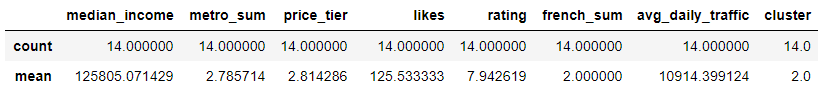 median_income metro_sum price_tier likes rating french_sum avg_daily_traffic cluster
count 14.000000 14.000000 14.000000 14.000000 14.000000 14.000000 14.000000 14.0
mean 125805.071429 2.785714 2.814286 125.533333 7.942619 2.000000 10914.399124 2.0